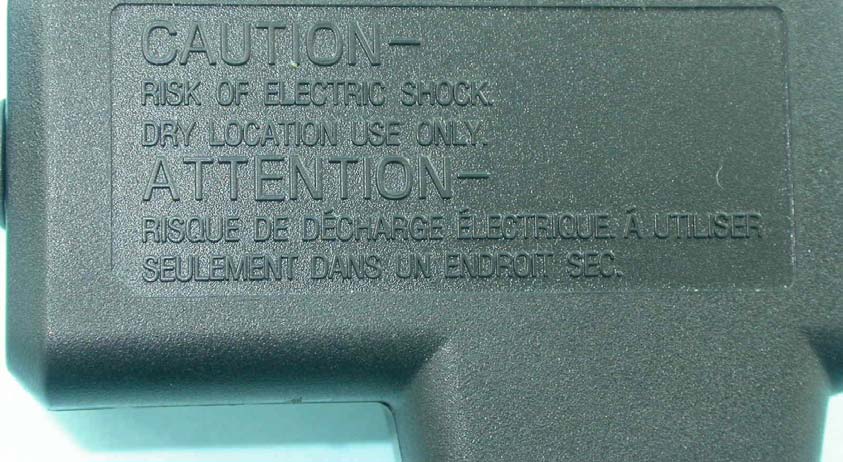 CAUTION–
RISK OF ELECTRIC SHOCK.
DRY LOCATION USE ONLY.
ATTENTION–
RISQUE DE DÉCHARGE ÉLECTRIQUE. À UTILISER
SEULEMENT DANS UN ENDROIT SEC.